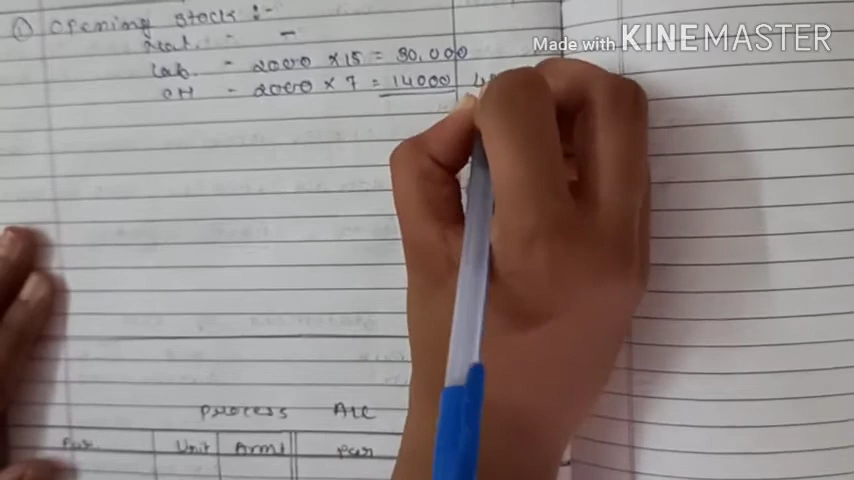 ① Opening Stock :-
Mat - -
Lab. - 2000 × 15 = 30,000
OH - 2000 × 7 = 14000
Made with KINEMASTER
Process A/c
Par Unit Amt Par